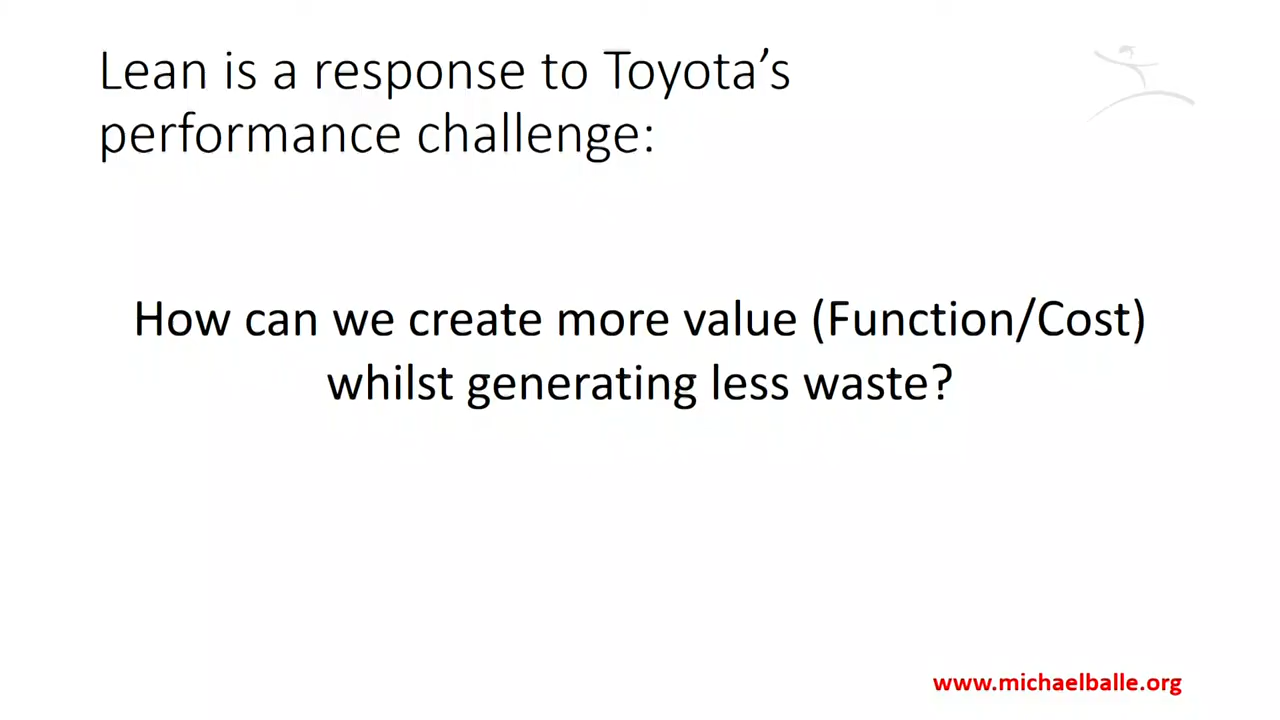 Lean is a response to Toyota’s
performance challenge:
How can we create more value (Function/Cost)
whilst generating less waste?
www.michaelballe.org